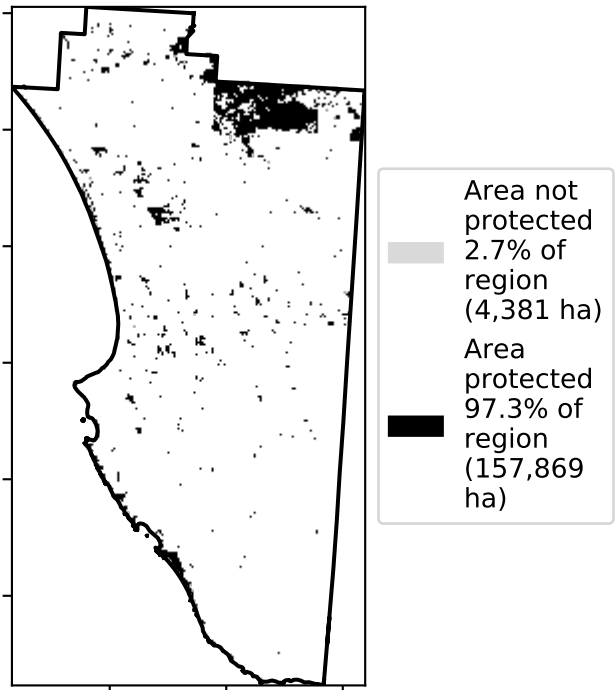 Area not
protected
2.7% of
region
(4,381 ha)
Area
protected
97.3% of
region
(157,869
ha)